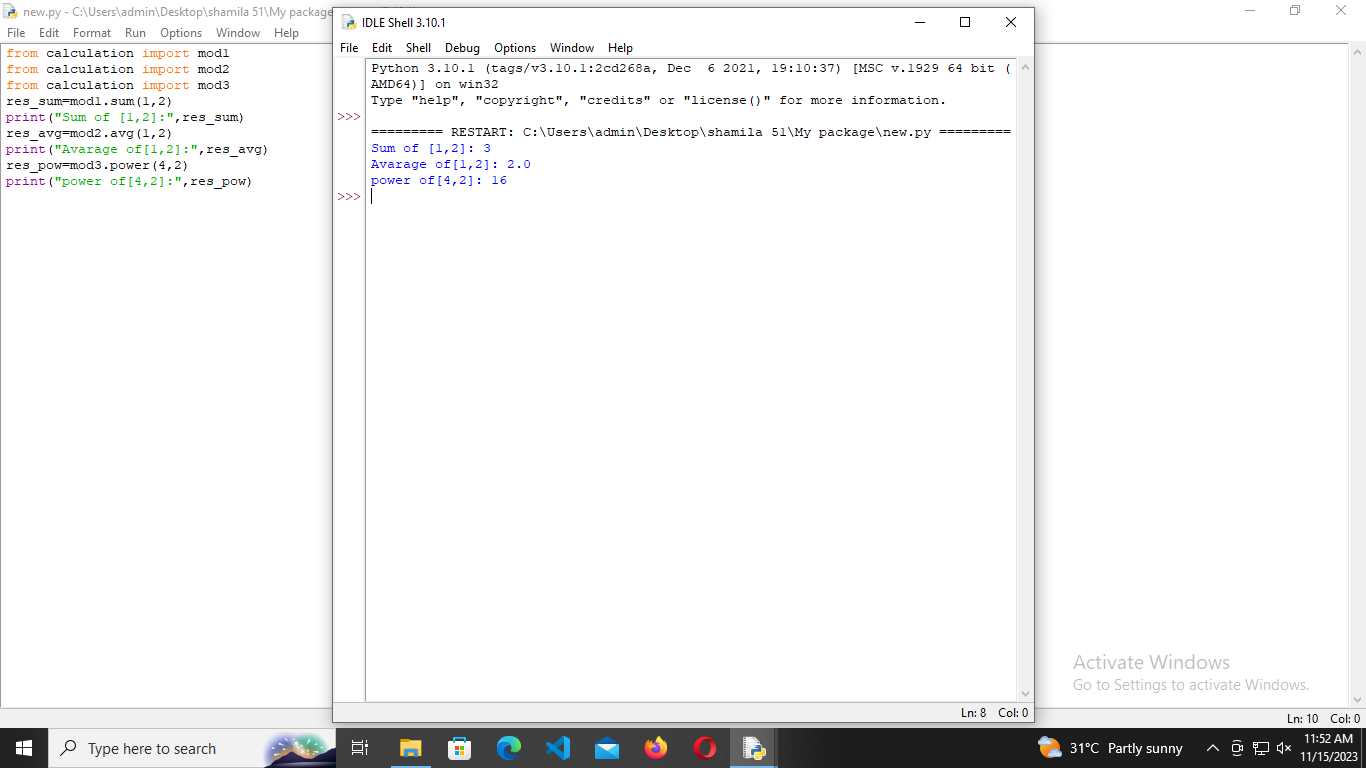 new.py - C:\Users\admin\Desktop\shamila 51\My package
File Edit Format Run Options Window Help
from calculation import mod1
from calculation import mod2
from calculation import mod3
res_sum=mod1.sum(1,2)
print("Sum of [1,2]:",res_sum)
res_avg=mod2.avg(1,2)
print("Avarage of[1,2]:",res_avg)
res_pow=mod3.power(4,2)
print("power of[4,2]:",res_pow)
IDLE Shell 3.10.1
File Edit Shell Debug Options Window Help
Python 3.10.1 (tags/v3.10.1:2cd268a, Dec  6 2021, 19:10:37) [MSC v.1929 64 bit (
AMD64)] on win32
Type "help", "copyright", "credits" or "license()" for more information.
>>>
========= RESTART: C:\Users\admin\Desktop\shamila 51\My package\new.py =========
Sum of [1,2]: 3
Avarage of[1,2]: 2.0
power of[4,2]: 16
>>>
Ln: 8 Col: 0
Activate Windows
Go to Settings to activate Windows.
Ln: 10 Col: 0
Type here to search
31°C Partly sunny
11:52 AM
11/15/2023